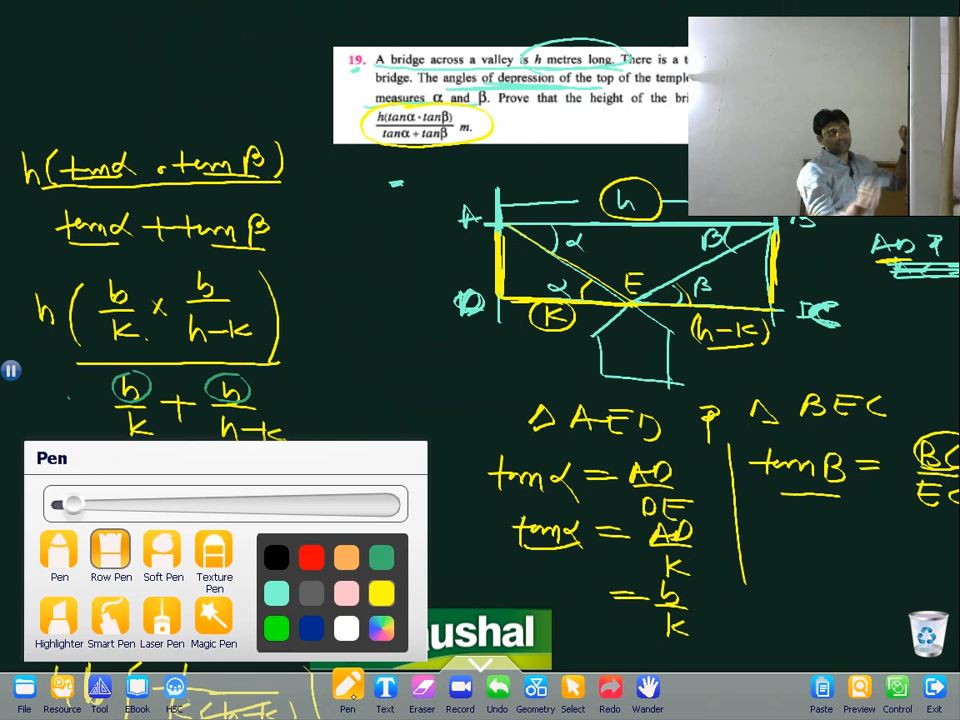 19. A bridge across a valley is h metres long. There is a t
bridge. The angles of depression of the top of the temple
measures α and β. Prove that the height of the bri
h(tanα · tanβ)
tanα + tanβ m.
h(tanα . tanβ)
tanα + tanβ
h ( b/k × b/h-k )
b/k + b/h-k
A h B
α β
AD ?
D α E β C
k (h-k)
△ AED ? △ BEC
tanα = AD/DE
tanβ = BC/EC
tanα = AD/k
= b/k
Pen
Pen Row Pen Soft Pen Texture Pen
Highlighter Smart Pen Laser Pen Magic Pen
ushal
File Resource Tool EBook HSC Pen Text Eraser Record Undo Geometry Select Redo Wander Paste Preview Control Exit